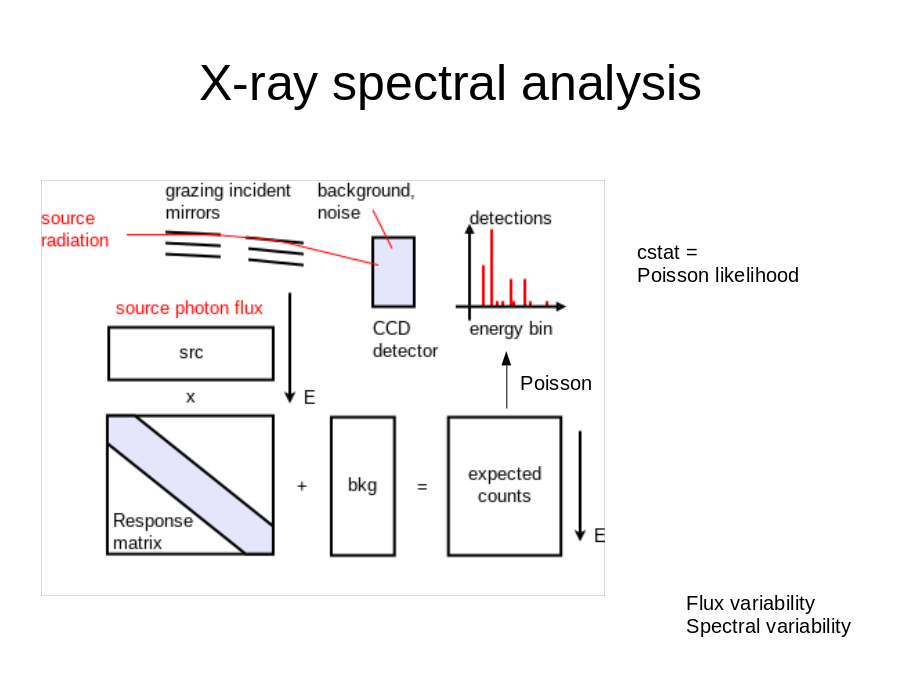 X-ray spectral analysis
grazing incident
mirrors
background,
noise
source
radiation
detections
cstat =
Poisson likelihood
source photon flux
CCD
detector
energy bin
src
Poisson
x
E
Response
matrix
+
bkg
=
expected
counts
E
Flux variability
Spectral variability